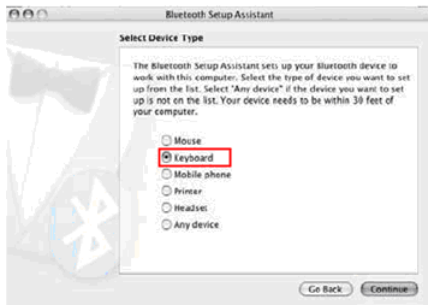 Bluetooth Setup Assistant
Select Device Type
The Bluetooth Setup Assistant sets up your Bluetooth device to
work with this computer. Select the type of device you want to set
up from the list. Select "Any device" if the device you want to set
up is not on the list. Your device needs to be within 30 feet of
your computer.
Mouse
Keyboard
Mobile phone
Printer
Headset
Any device
Go Back
Continue